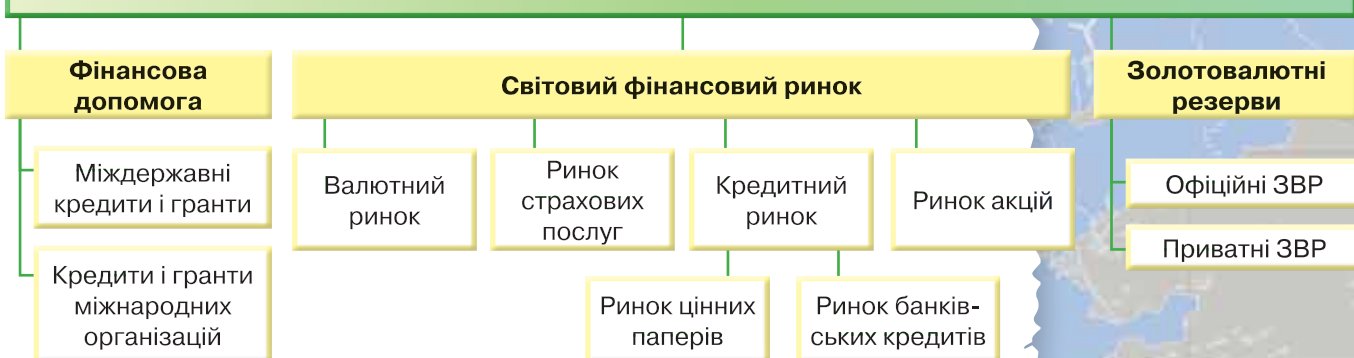 Фінансова
допомога
Світовий фінансовий ринок
Золотовалютні
резерви
Міждержавні
кредити і гранти
Кредити і гранти
міжнародних
організацій
Валютний
ринок
Ринок
страхових
послуг
Кредитний
ринок
Ринок акцій
Ринок цінних
паперів
Ринок банків-
ських кредитів
Офіційні ЗВР
Приватні ЗВР